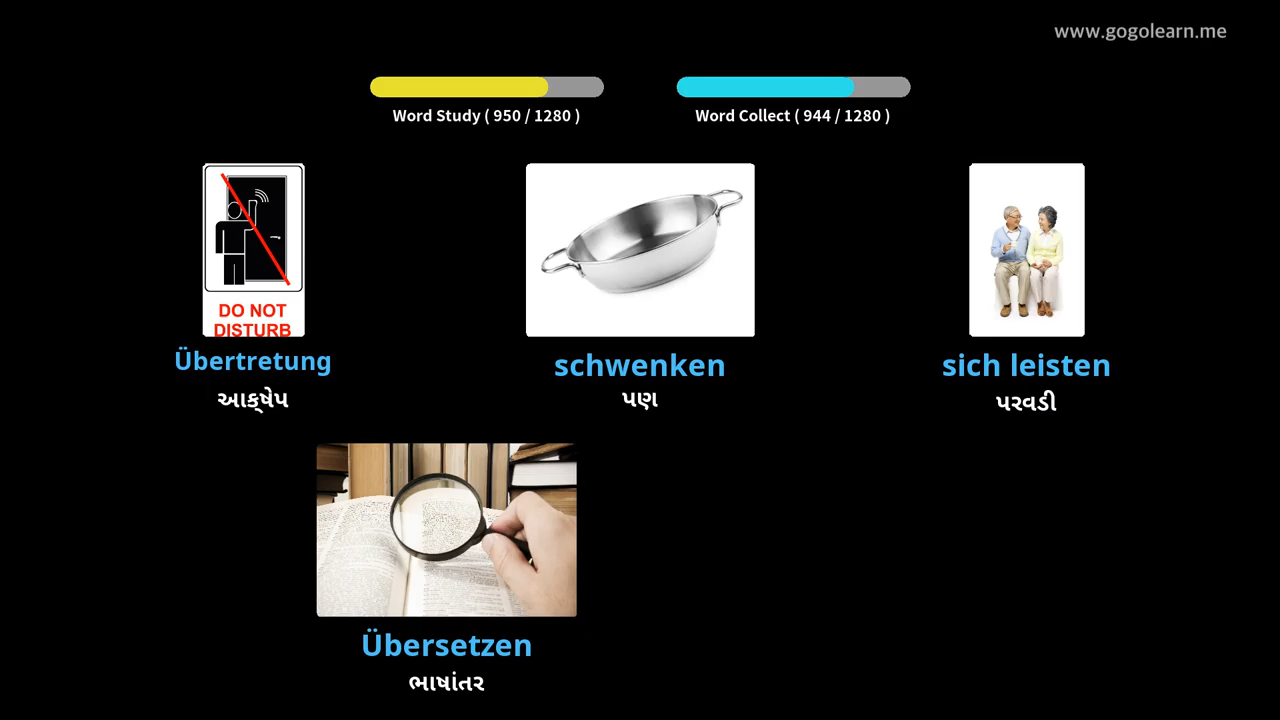 www.gogolearn.me
Word Study ( 950 / 1280 )
Word Collect ( 944 / 1280 )
DO NOT
DISTURB
Übertretung
schwenken
sich leisten
આક્ષેપ
પણ
પરવડી
Übersetzen
ભાષાંતર